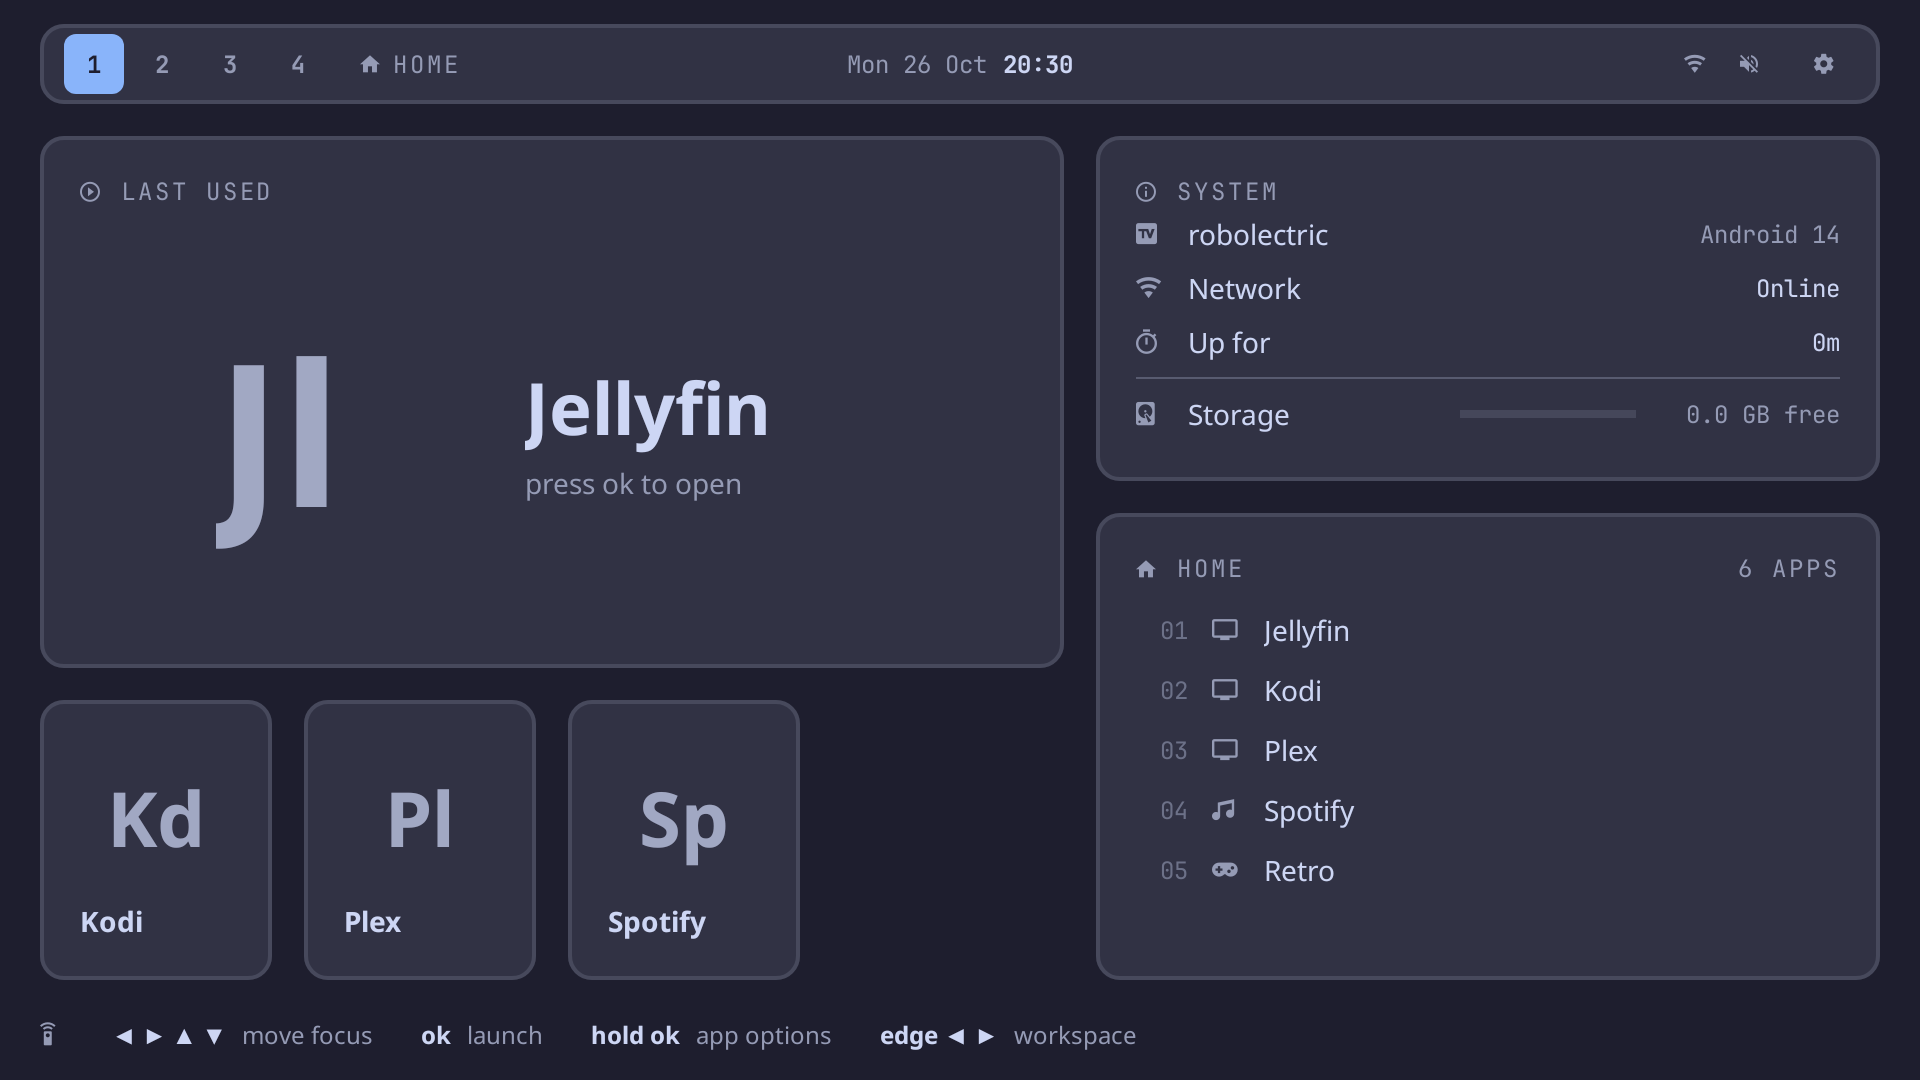 1 2 3 4 HOME Mon 26 Oct 20:30
LAST USED
Jl
Jellyfin
press ok to open
SYSTEM
robolectric Android 14
Network Online
Up for 0m
Storage 0.0 GB free
HOME 6 APPS
01 Jellyfin
02 Kodi
03 Plex
04 Spotify
05 Retro
Kd
Kodi
Pl
Plex
Sp
Spotify
◀ ▶ ▲ ▼ move focus ok launch hold ok app options edge ◀ ▶ workspace